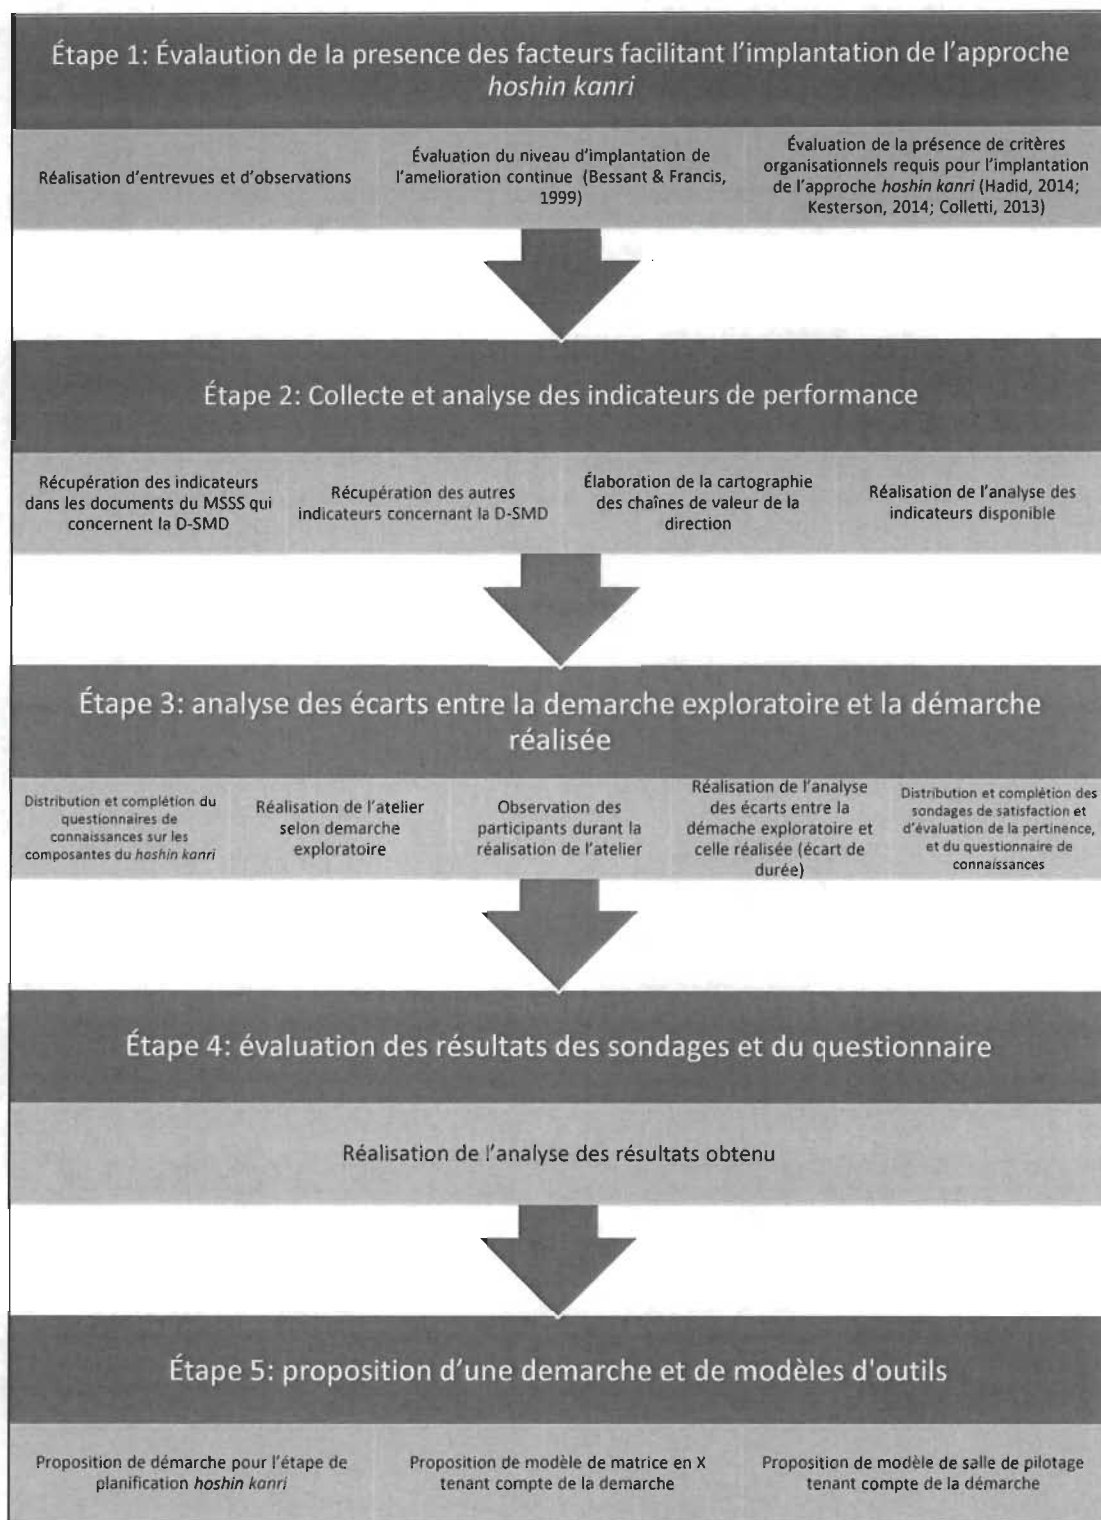 Étape 1: Évalaution de la presence des facteurs facilitant l'implantation de l'approche
hoshin kanri
Réalisation d'entrevues et d'observations
Évaluation du niveau d'implantation de
l'amelioration continue (Bessant & Francis,
1999)
Évaluation de la présence de critères
organisationnels requis pour l'implantation
de l'approche hoshin kanri (Hadid, 2014;
Kesterson, 2014; Colletti, 2013)
Étape 2: Collecte et analyse des indicateurs de performance
Récupération des indicateurs
dans les documents du MSSS qui
concernent la D-SMD
Récupération des autres
indicateurs concernant la D-SMD
Élaboration de la cartographie
des chaînes de valeur de la
direction
Réalisation de l'analyse des
indicateurs disponible
Étape 3: analyse des écarts entre la demarche exploratoire et la démarche
réalisée
Distribution et complétion du
questionnaires de
connaissances sur les
composantes du hoshin kanri
Réalisation de l'atelier
selon demarche
exploratoire
Observation des
participants durant la
réalisation de l'atelier
Réalisation de l'analyse
des écarts entre la
démache exploratoire et
celle réalisée (écart de
durée)
Distribution et complétion des
sondages de satisfaction et
d'évaluation de la pertinence,
et du questionnaire de
connaissances
Étape 4: évaluation des résultats des sondages et du questionnaire
Réalisation de l'analyse des résultats obtenu
Étape 5: proposition d'une demarche et de modèles d'outils
Proposition de démarche pour l'étape de
planification hoshin kanri
Proposition de modèle de matrice en X
tenant compte de la demarche
Proposition de modèle de salle de pilotage
tenant compte de la démarche